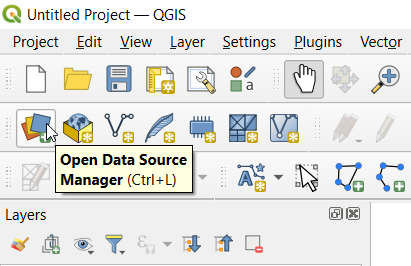 Untitled Project — QGIS
Project Edit View Layer Settings Plugins Vector
Open Data Source
Manager (Ctrl+L)
Layers